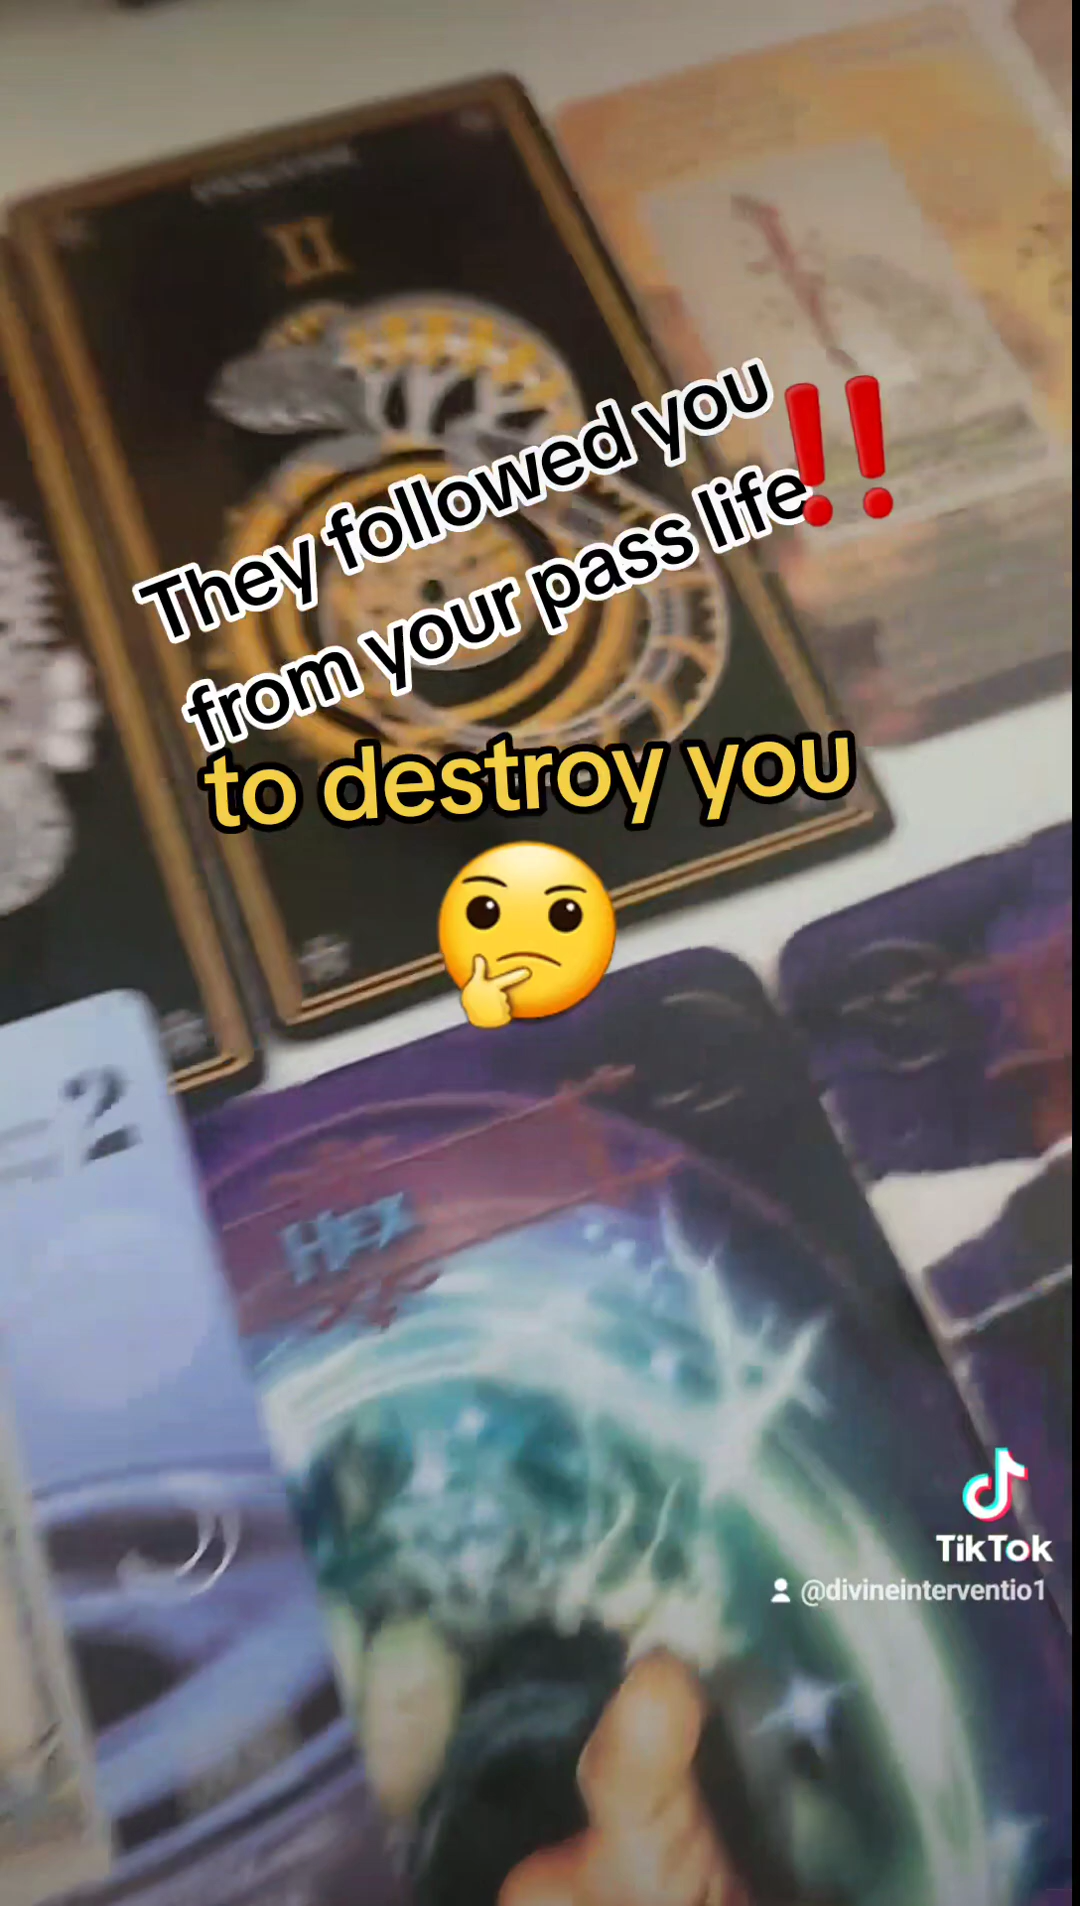 II
They followed you
from your pass life‼
to destroy you
2
Hex
TikTok
@divineinterventio1